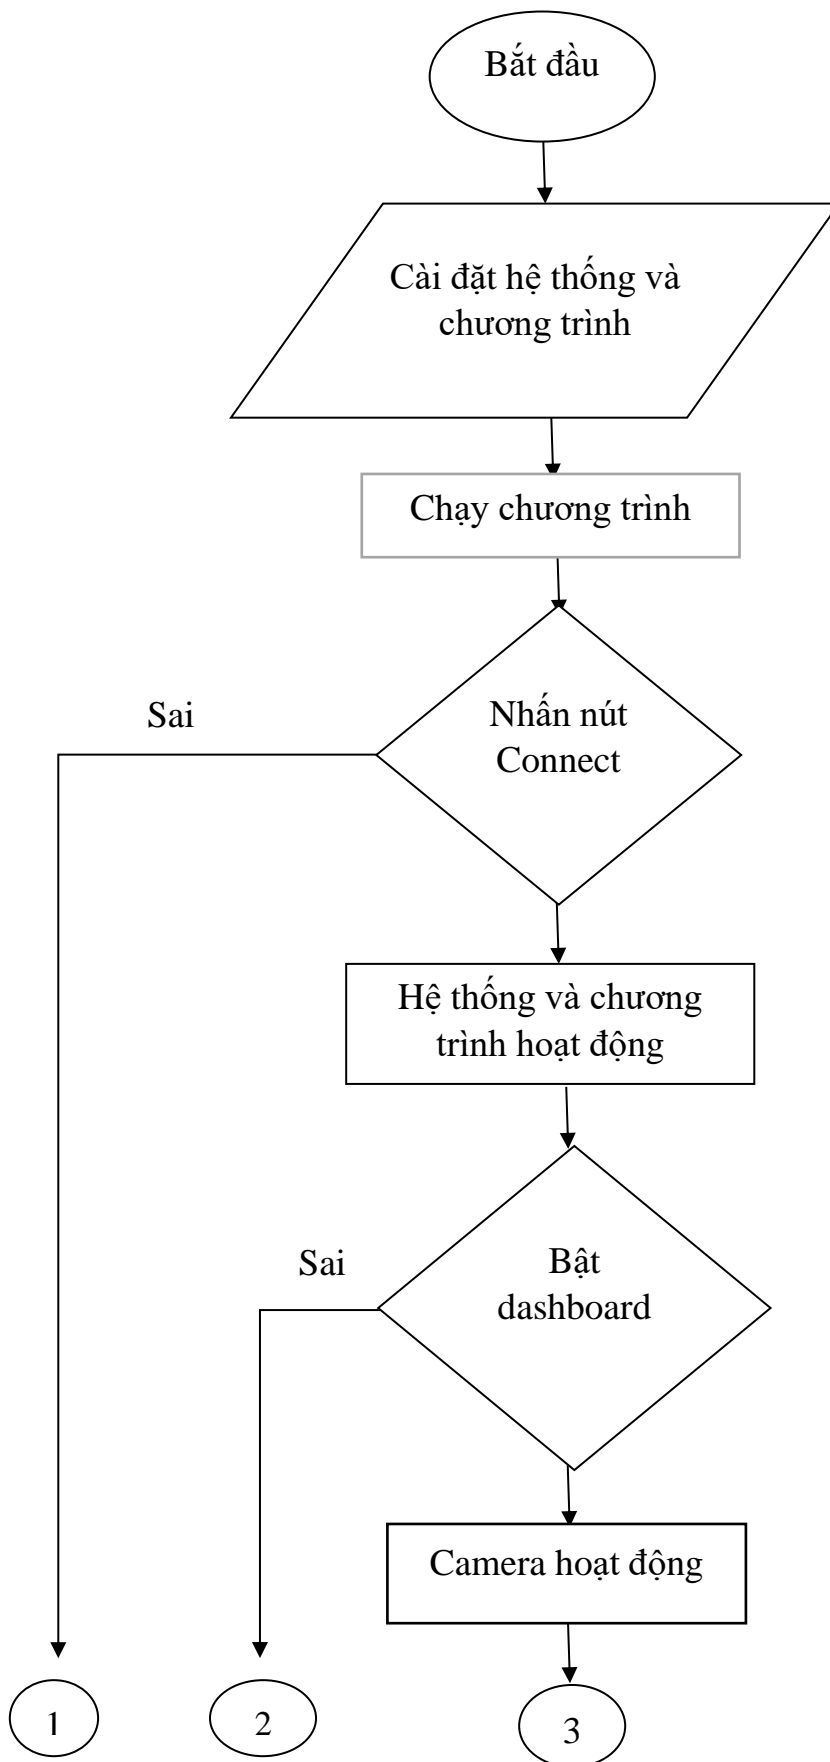 Bắt đầu
Cài đặt hệ thống và
chương trình
Chạy chương trình
Sai
Nhấn nút
Connect
Hệ thống và chương
trình hoạt động
Sai
Bật
dashboard
Camera hoạt động
1
2
3